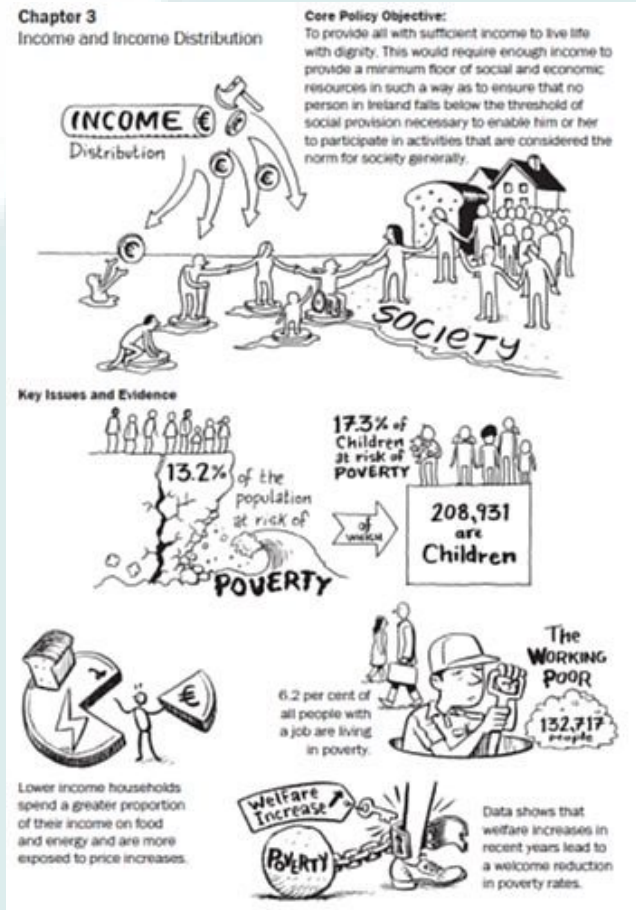 Chapter 3
Income and Income Distribution
Core Policy Objective:
To provide all with sufficient income to live life
with dignity. This would require enough income to
provide a minimum floor of social and economic
resources in such a way as to ensure that no
person in Ireland falls below the threshold of
social provision necessary to enable him or her
to participate in activities that are considered the
norm for society generally.
INCOME €
Distribution
€
€
€
SOCIETY
Key Issues and Evidence
13.2% of the
population
at risk of
POVERTY
17.3% of
Children
at risk of
POVERTY
of
which
208,931
are
Children
€
Lower income households
spend a greater proportion
of their income on food
and energy and are more
exposed to price increases.
6.2 per cent of
all people with
a job are living
in poverty.
The
WORKING
POOR
132,717
people
Welfare
Increase
POVERTY
Data shows that
welfare increases in
recent years lead to
a welcome reduction
in poverty rates.